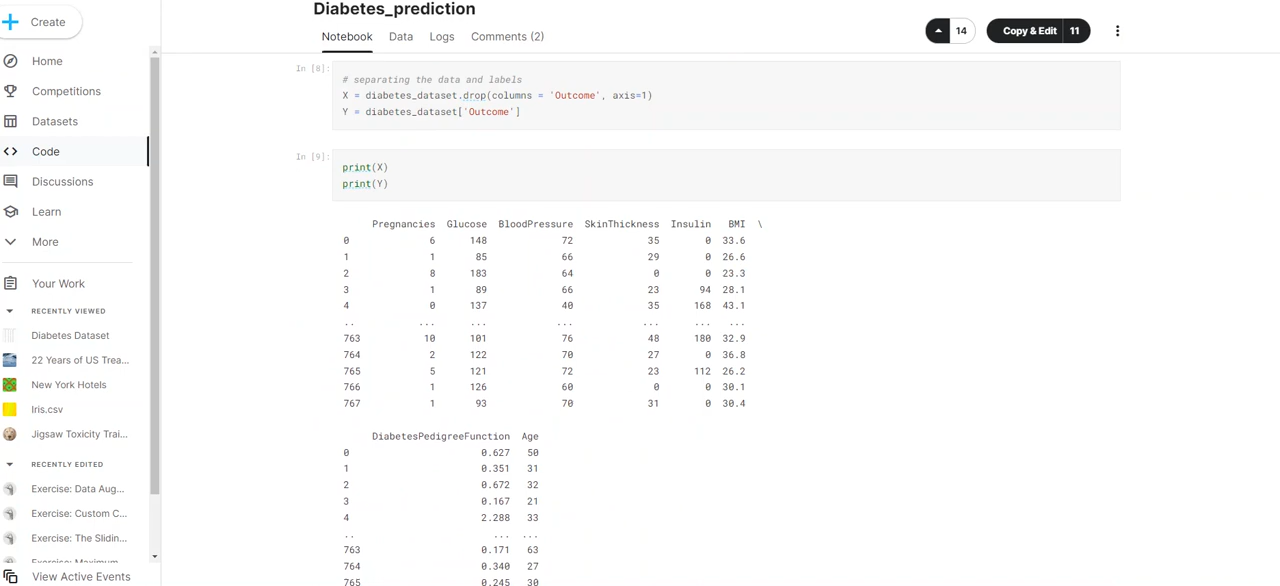 Create
Home
Competitions
Datasets
Code
Discussions
Learn
More
Your Work
RECENTLY VIEWED
Diabetes Dataset
22 Years of US Trea...
New York Hotels
Iris.csv
Jigsaw Toxicity Trai...
RECENTLY EDITED
Exercise: Data Aug...
Exercise: Custom C...
Exercise: The Slidin...
Exercise: Maximum
View Active Events
Diabetes_prediction
Notebook Data Logs Comments (2)
14
Copy & Edit 11
In [8]:
# separating the data and labels
X = diabetes_dataset.drop(columns = 'Outcome', axis=1)
Y = diabetes_dataset['Outcome']
In [9]:
print(X)
print(Y)
Pregnancies Glucose BloodPressure SkinThickness Insulin BMI \
0 6 148 72 35 0 33.6
1 1 85 66 29 0 26.6
2 8 183 64 0 0 23.3
3 1 89 66 23 94 28.1
4 0 137 40 35 168 43.1
.. ... ... ... ... ... ...
763 10 101 76 48 180 32.9
764 2 122 70 27 0 36.8
765 5 121 72 23 112 26.2
766 1 126 60 0 0 30.1
767 1 93 70 31 0 30.4
DiabetesPedigreeFunction Age
0 0.627 50
1 0.351 31
2 0.672 32
3 0.167 21
4 2.288 33
.. ... ...
763 0.171 63
764 0.340 27
765 0.245 30